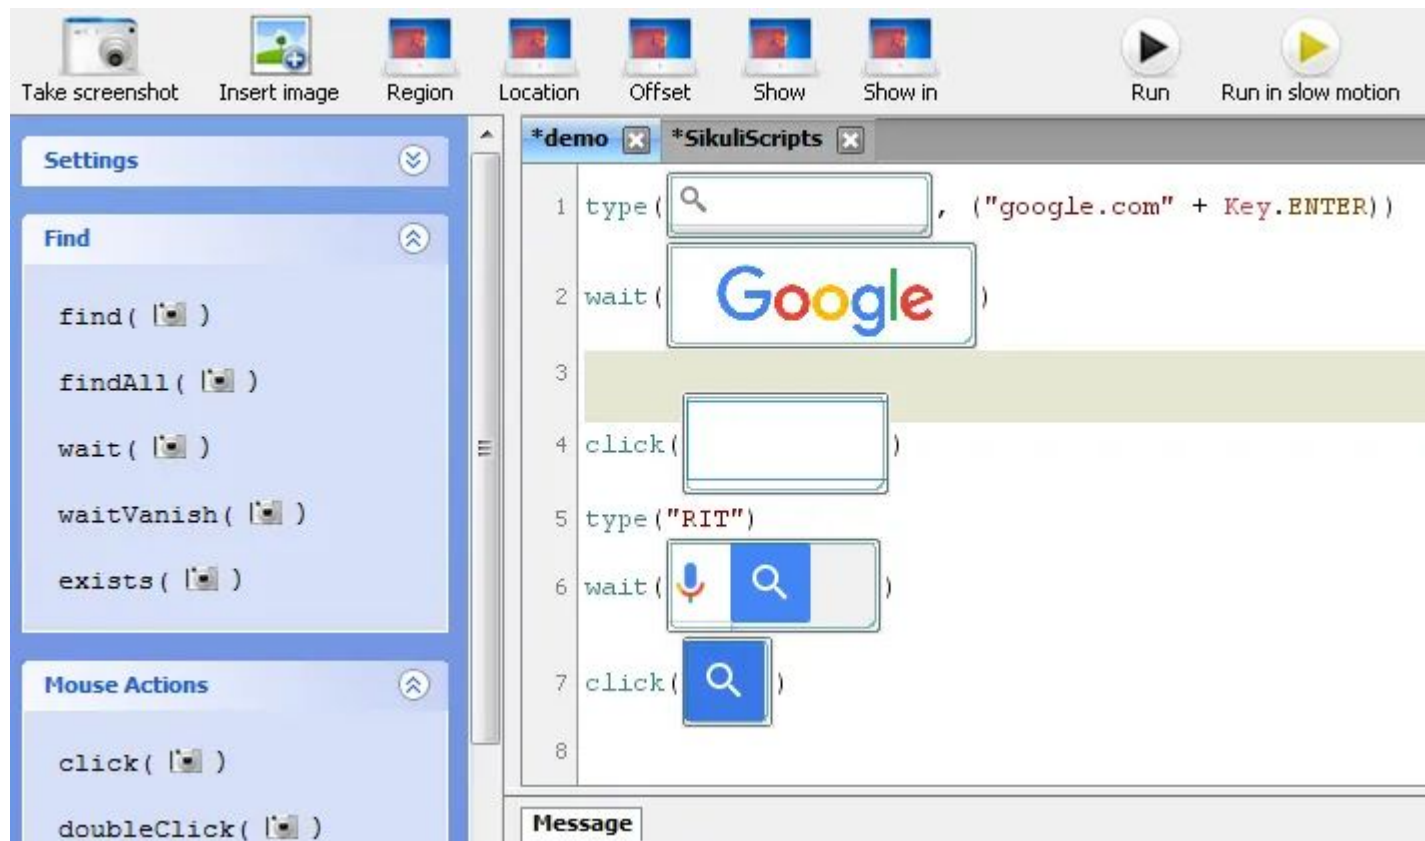 Take screenshot Insert image Region Location Offset Show Show in Run Run in slow motion
Settings
Find
find( )
findAll( )
wait( )
waitVanish( )
exists( )
Mouse Actions
click( )
doubleClick( )
*demo *SikuliScripts
1 type( , ("google.com" + Key.ENTER))
2 wait( Google )
3
4 click( )
5 type("RIT")
6 wait( )
7 click( )
8
Message